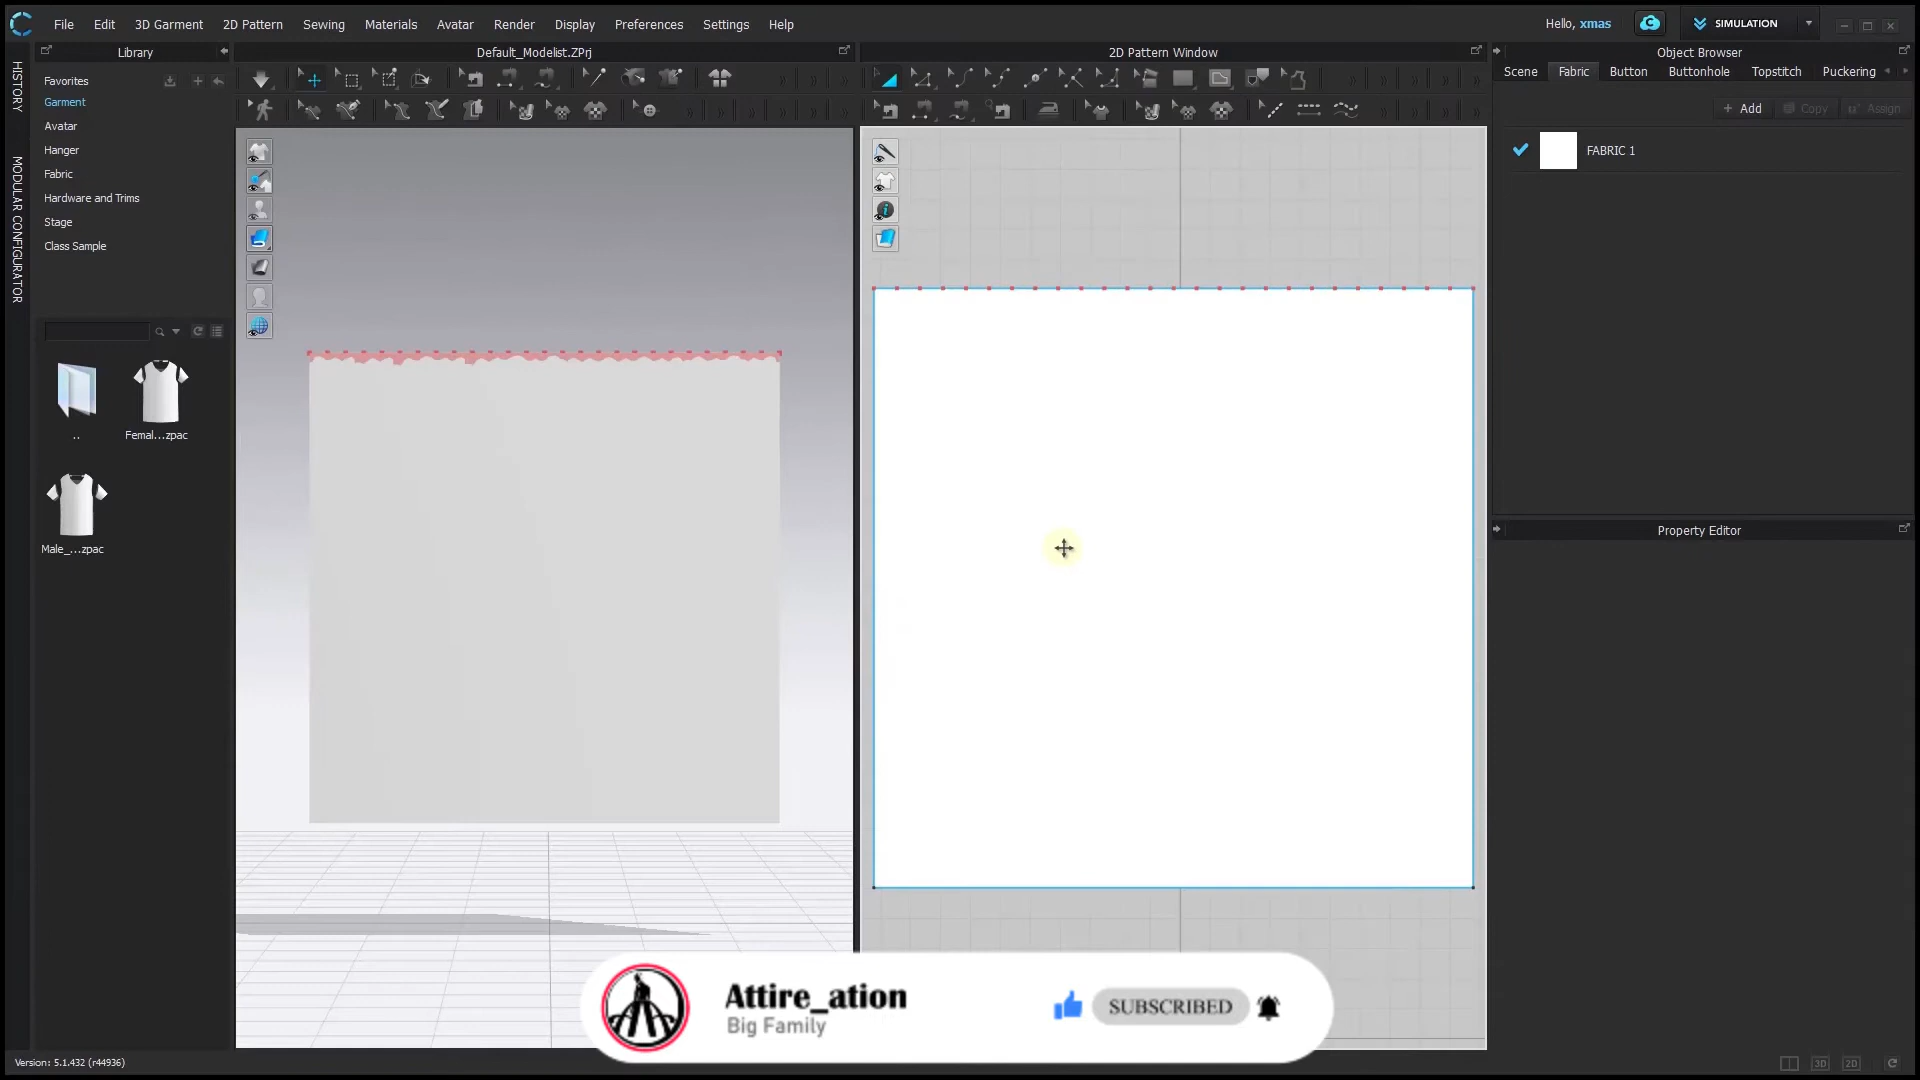 File Edit 3D Garment 2D Pattern Sewing Materials Avatar Render Display Preferences Settings Help
Hello, xmas
SIMULATION
Library
Default_Modelist.ZPrj
2D Pattern Window
Object Browser
HISTORY
MODULAR CONFIGURATOR
Favorites
Garment
Avatar
Hanger
Fabric
Hardware and Trims
Stage
Class Sample
..
Femal...zpac
Male_...zpac
Scene Fabric Button Buttonhole Topstitch Puckering
+ Add Copy Assign
FABRIC 1
Property Editor
Attire_ation
Big Family
SUBSCRIBED
Version: 5.1.432 (r44936)
3D 2D